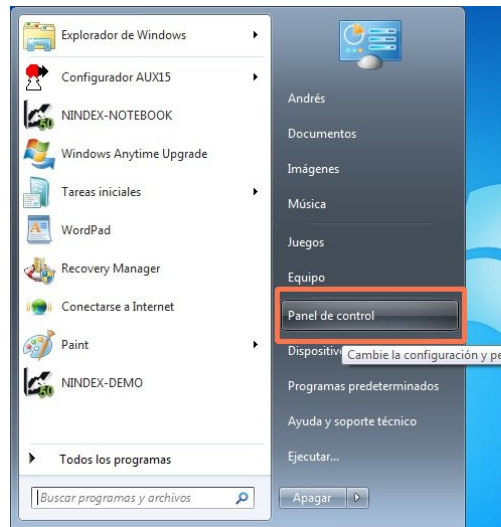 Explorador de Windows
Configurador AUX15
NINDEX-NOTEBOOK
Windows Anytime Upgrade
Tareas iniciales
WordPad
Recovery Manager
Conectarse a Internet
Paint
NINDEX-DEMO
Todos los programas
Buscar programas y archivos
Andrés
Documentos
Imágenes
Música
Juegos
Equipo
Panel de control
Cambie la configuración y
Programas predeterminados
Ayuda y soporte técnico
Ejecutar...
Apagar